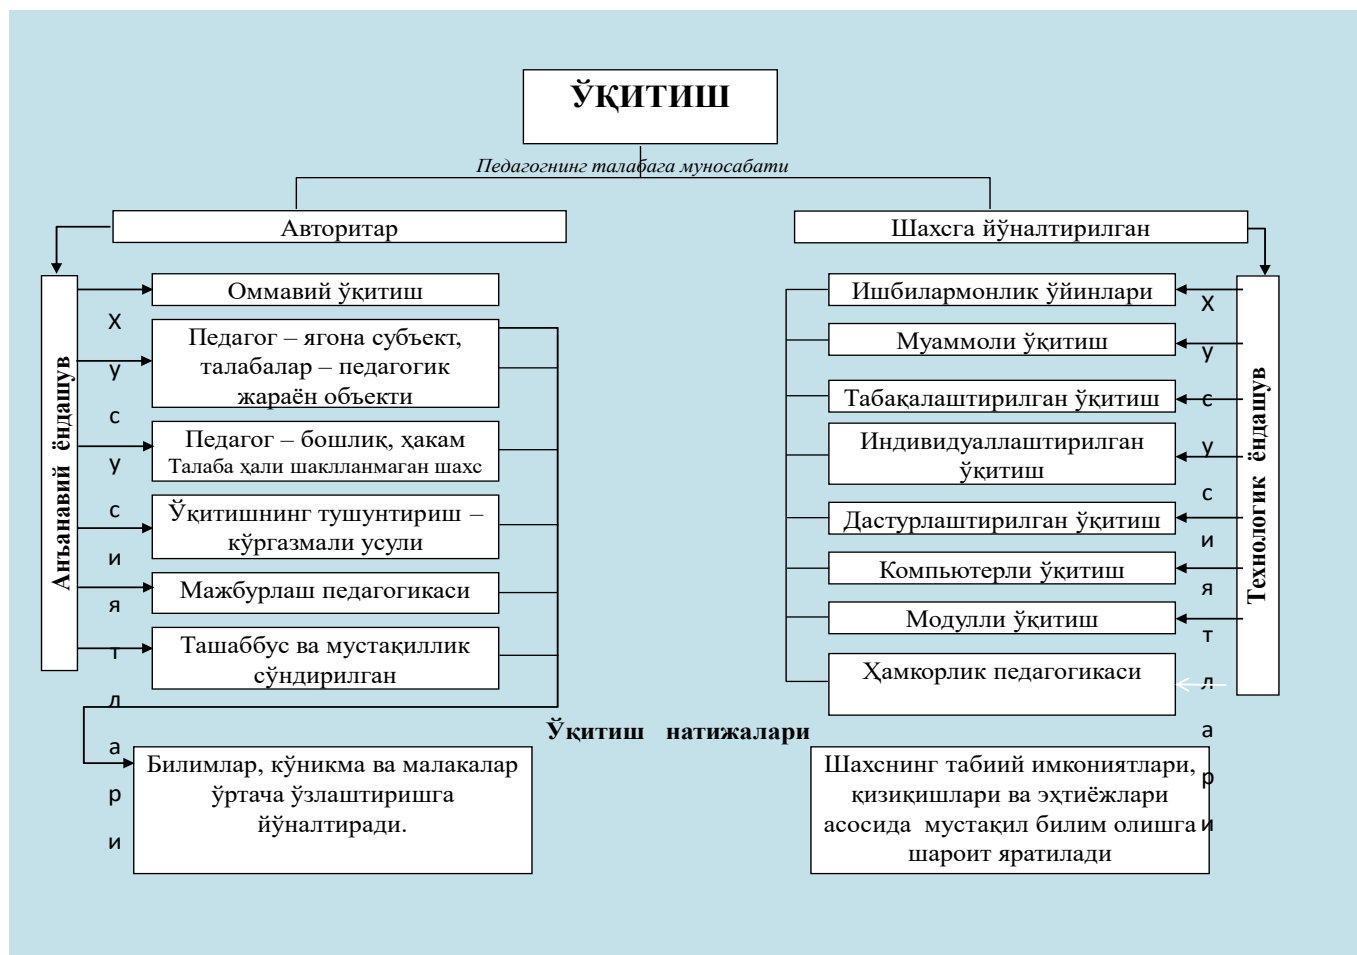 ЎҚИТИШ
Педагогнинг талабага муносабати
Авторитар
Анъанавий ёндашув
Хусусиятлари
Оммавий ўқитиш
Педагог – ягона субъект,
талабалар – педагогик
жараён объекти
Педагог – бошлиқ, ҳакам
Талаба ҳали шаклланмаган шахс
Ўқитишнинг тушунтириш –
кўргазмали усули
Мажбурлаш педагогикаси
Ташаббус ва мустақиллик
сўндирилган
Шахсга йўналтирилган
Ишбилармонлик ўйинлари
Муаммоли ўқитиш
Табақалаштирилган ўқитиш
Индивидуаллаштирилган
ўқитиш
Дастурлаштирилган ўқитиш
Компьютерли ўқитиш
Модулли ўқитиш
Ҳамкорлик педагогикаси
Хусусиятлари
Технологик ёндашув
Ўқитиш натижалари
Билимлар, кўникма ва малакалар
ўртача ўзлаштиришга
йўналтиради.
Шахснинг табиий имкониятлари,
қизиқишлари ва эҳтиёжлари
асосида мустақил билим олишга
шароит яратилади